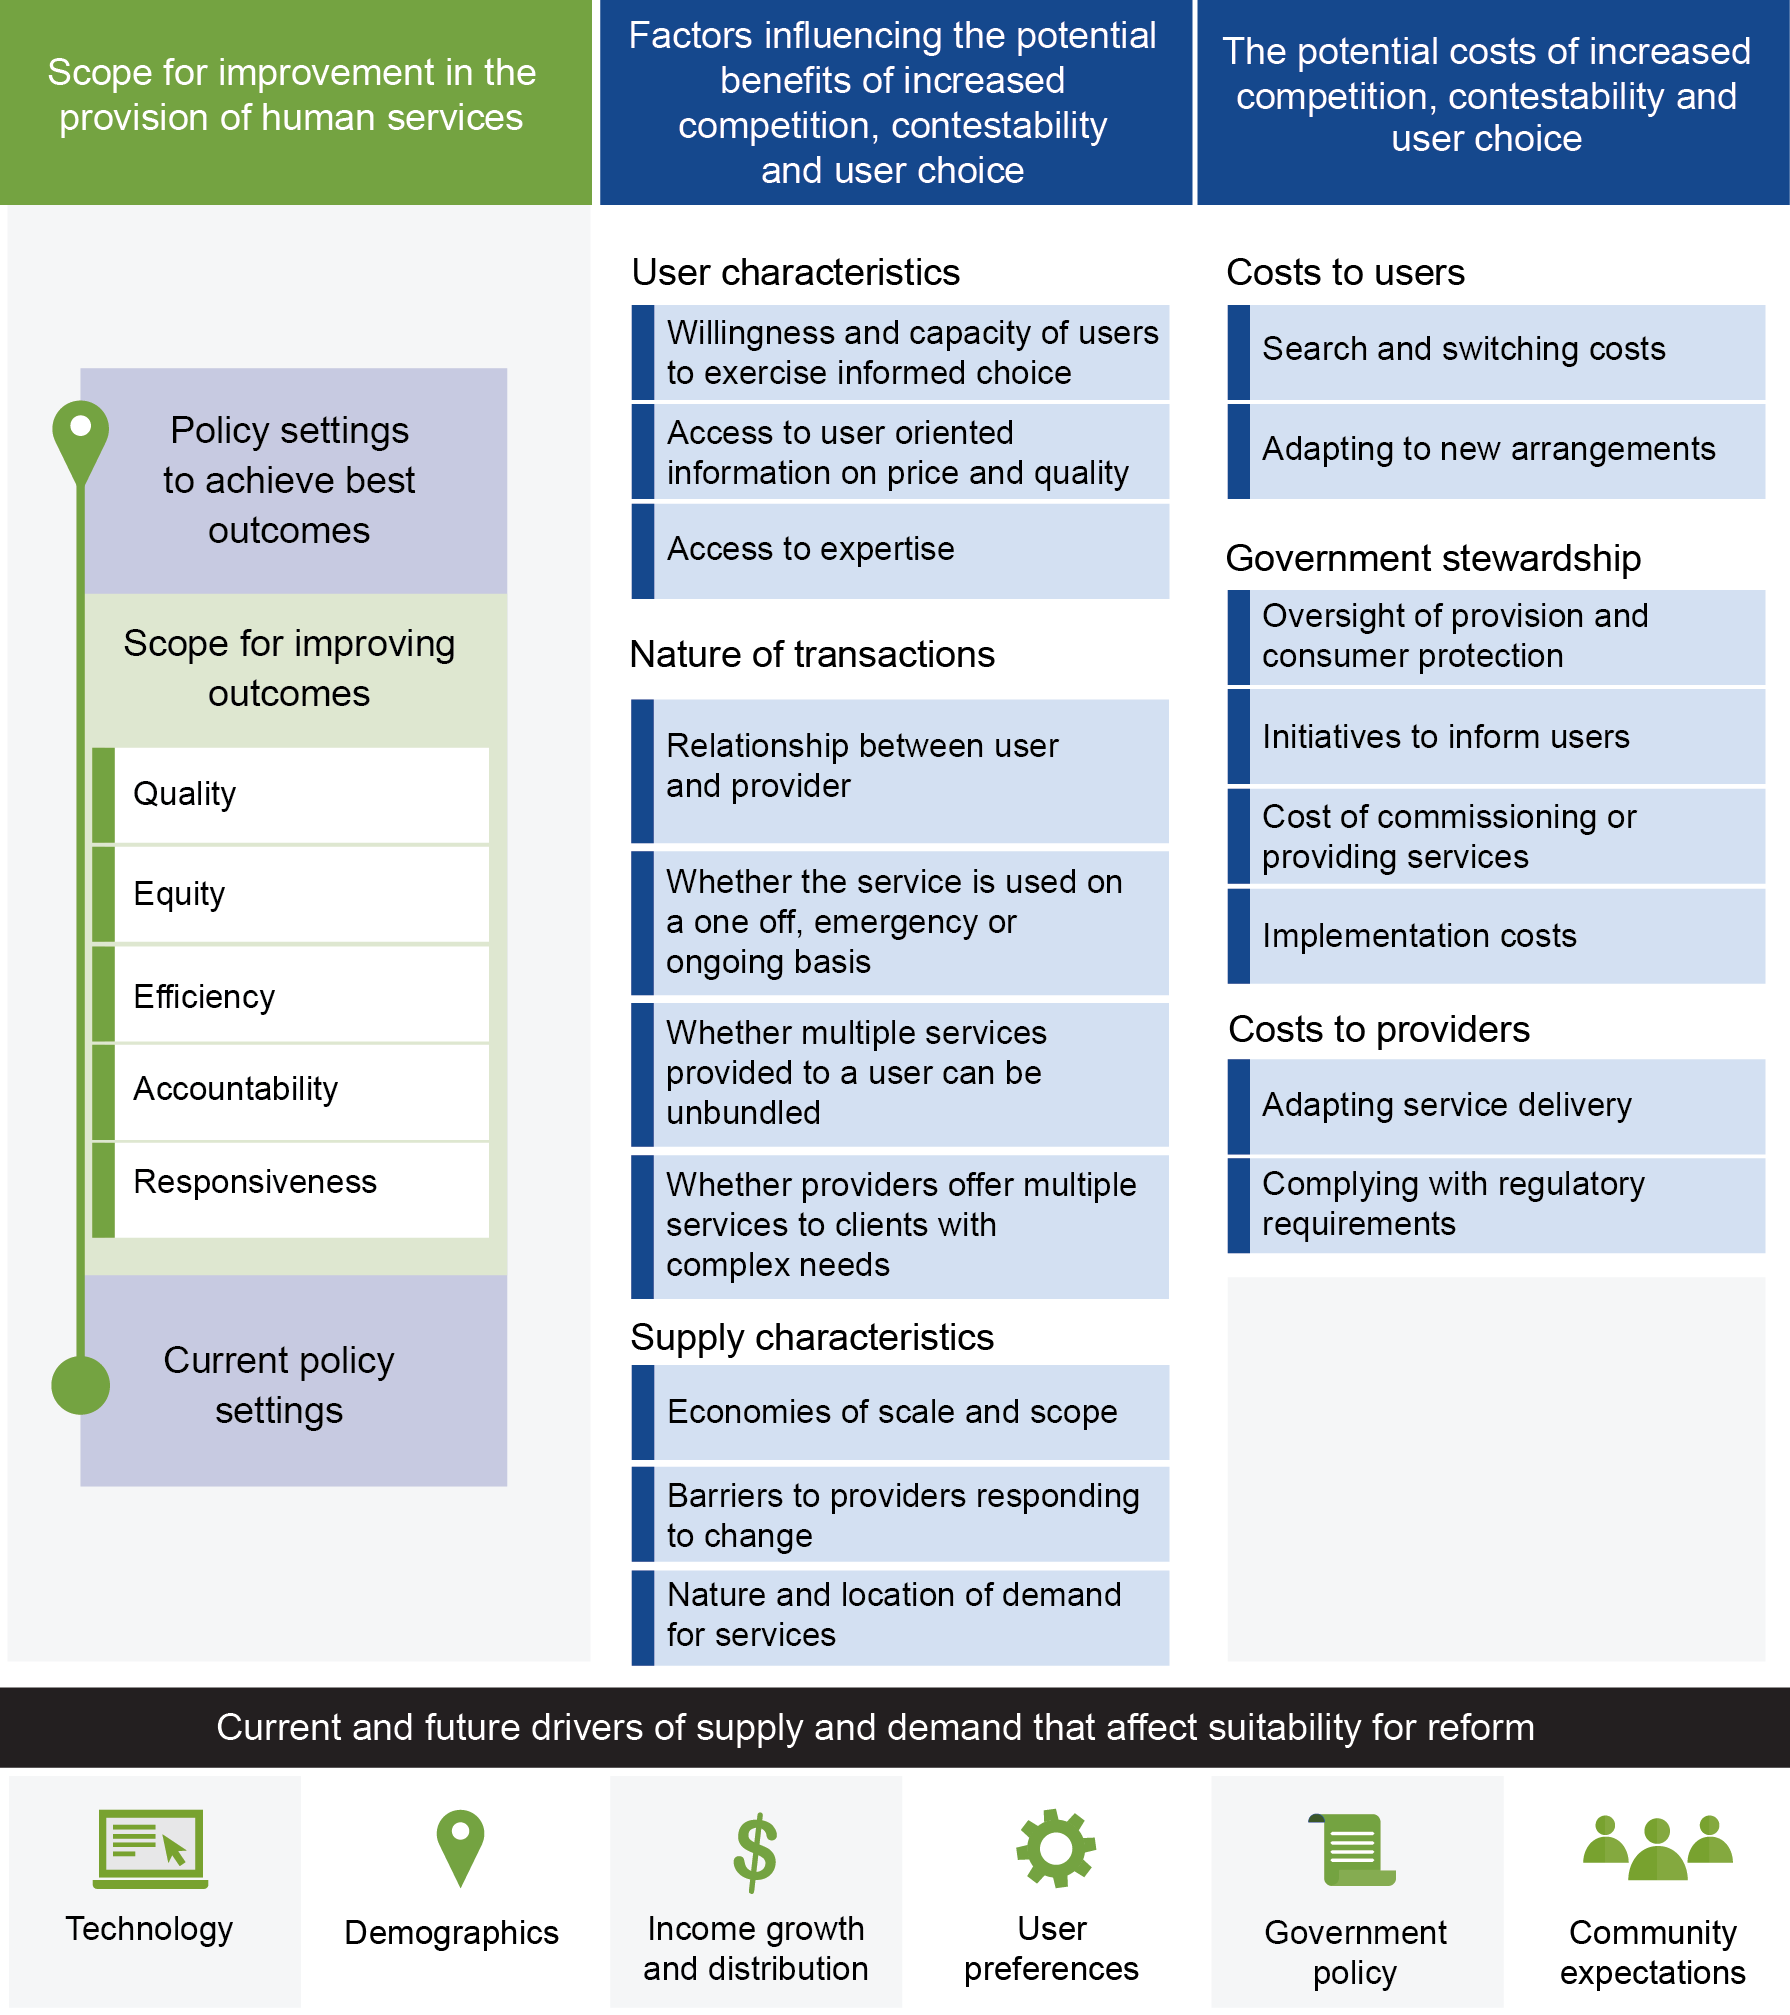 Scope for improvement in the
provision of human services
Factors influencing the potential
benefits of increased
competition, contestability
and user choice
The potential costs of increased
competition, contestability and
user choice
Policy settings
to achieve best
outcomes
Scope for improving
outcomes
Quality
Equity
Efficiency
Accountability
Responsiveness
Current policy
settings
User characteristics
Willingness and capacity of users
to exercise informed choice
Access to user oriented
information on price and quality
Access to expertise
Nature of transactions
Relationship between user
and provider
Whether the service is used on
a one off, emergency or
ongoing basis
Whether multiple services
provided to a user can be
unbundled
Whether providers offer multiple
services to clients with
complex needs
Supply characteristics
Economies of scale and scope
Barriers to providers responding
to change
Nature and location of demand
for services
Costs to users
Search and switching costs
Adapting to new arrangements
Government stewardship
Oversight of provision and
consumer protection
Initiatives to inform users
Cost of commissioning or
providing services
Implementation costs
Costs to providers
Adapting service delivery
Complying with regulatory
requirements
Current and future drivers of supply and demand that affect suitability for reform
$
Technology
Demographics
Income growth
and distribution
User
preferences
Government
policy
Community
expectations